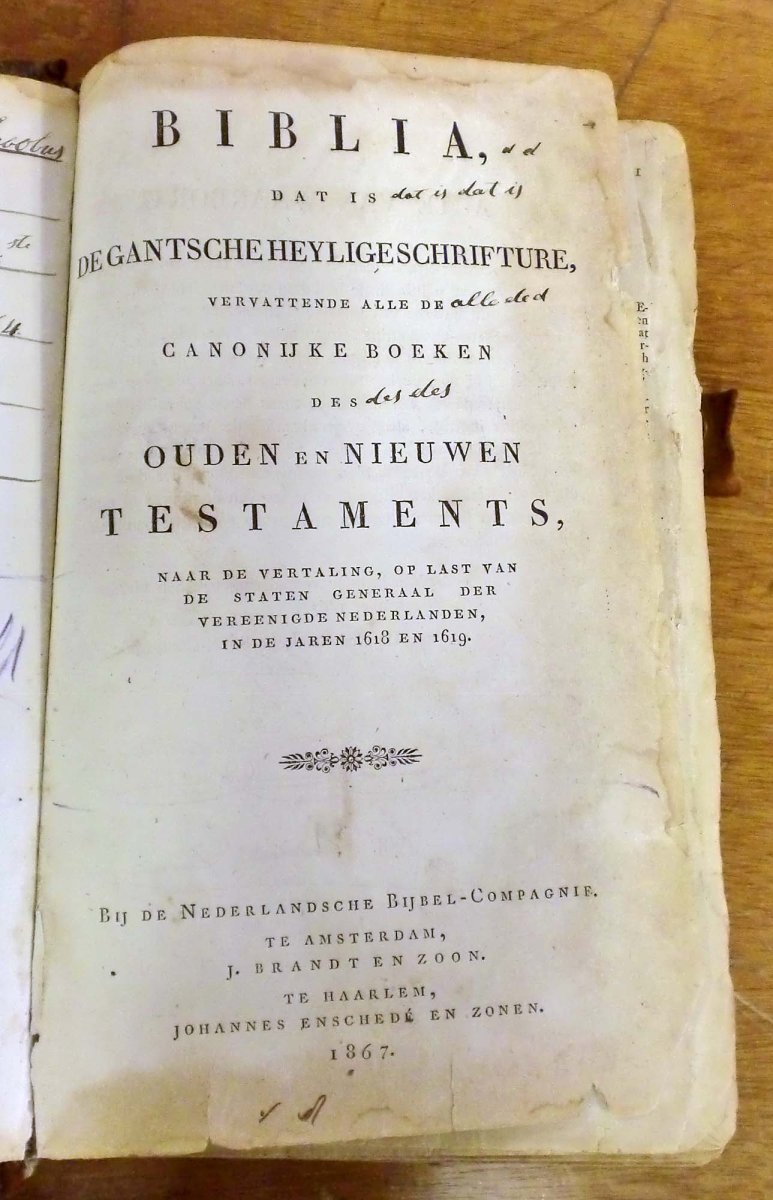 BIBLIA, d d
DAT IS dat is dat is
DE GANTSCHE HEYLIGE SCHRIFTURE,
VERVATTENDE ALLE DE alle de d
CANONIJKE BOEKEN
DES des des
OUDEN EN NIEUWEN
TESTAMENTS,
NAAR DE VERTALING, OP LAST VAN
DE STATEN GENERAAL DER
VEREENIGDE NEDERLANDEN,
IN DE JAREN 1618 EN 1619.
BIJ DE NEDERLANDSCHE BIJBEL-COMPAGNIE.
TE AMSTERDAM,
J. BRANDT EN ZOON.
TE HAARLEM,
JOHANNES ENSCHEDÉ EN ZONEN.
1867.